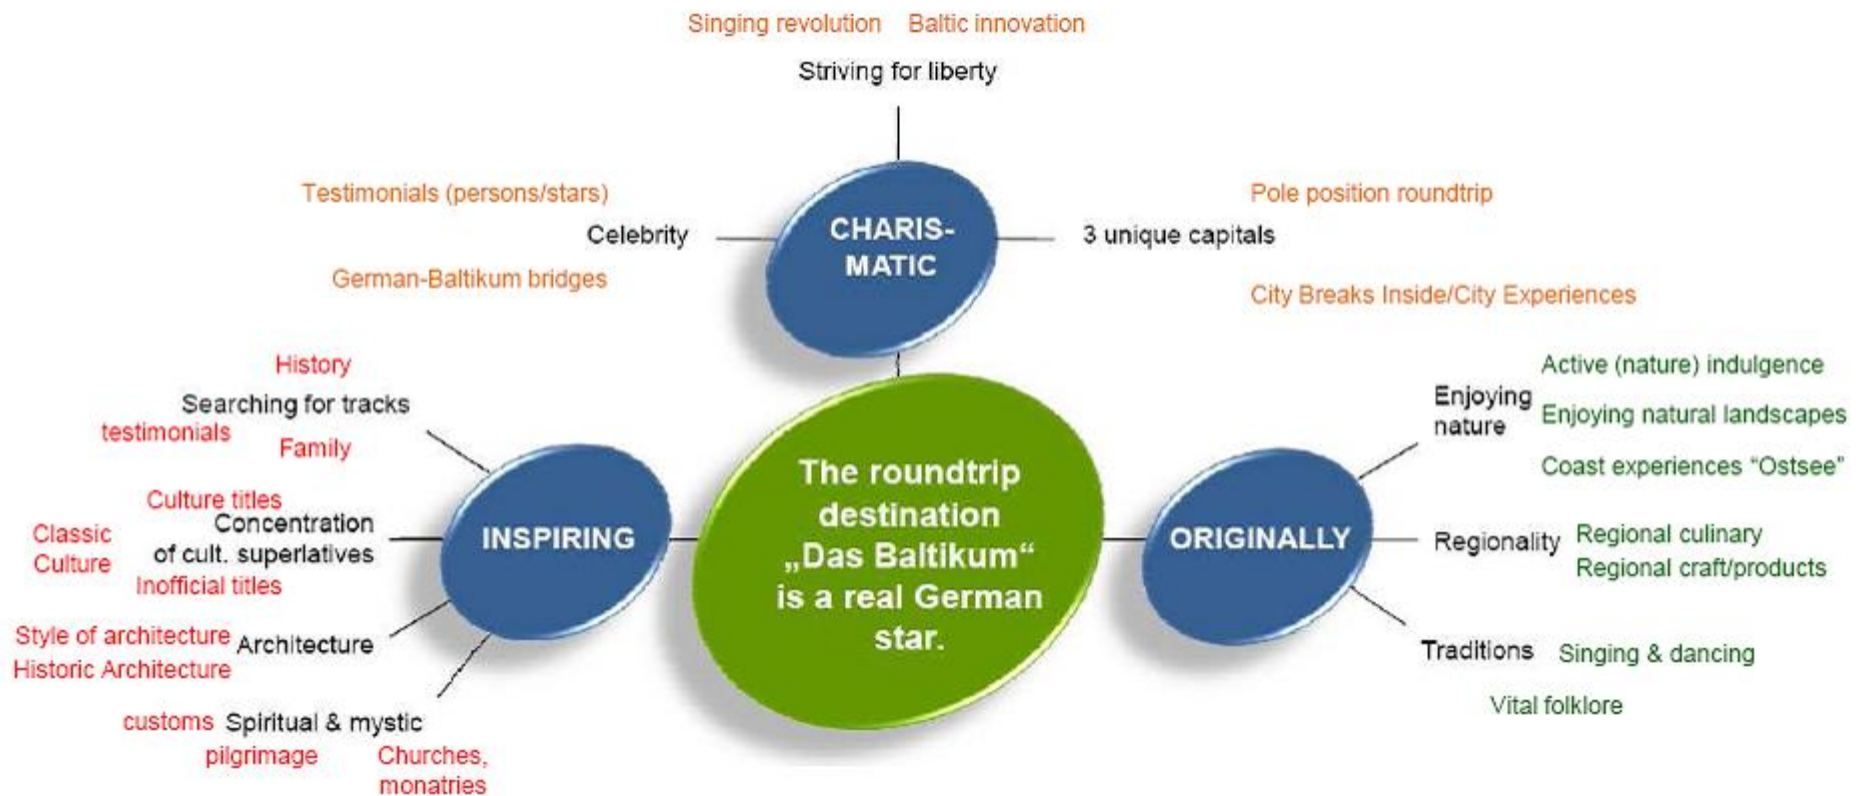 Singing revolution Baltic innovation
Striving for liberty
Testimonials (persons/stars)
Celebrity
German-Baltikum bridges
CHARIS-
MATIC
Pole position roundtrip
3 unique capitals
City Breaks Inside/City Experiences
History
Searching for tracks
testimonials
Family
Culture titles
Concentration
of cult. superlatives
Classic
Culture
Inofficial titles
Style of architecture
Historic Architecture
Architecture
customs
Spiritual & mystic
pilgrimage
Churches,
monatries
INSPIRING
The roundtrip
destination
„Das Baltikum“
is a real German
star.
ORIGINALLY
Enjoying
nature
Active (nature) indulgence
Enjoying natural landscapes
Coast experiences “Ostsee”
Regionality
Regional culinary
Regional craft/products
Traditions
Singing & dancing
Vital folklore